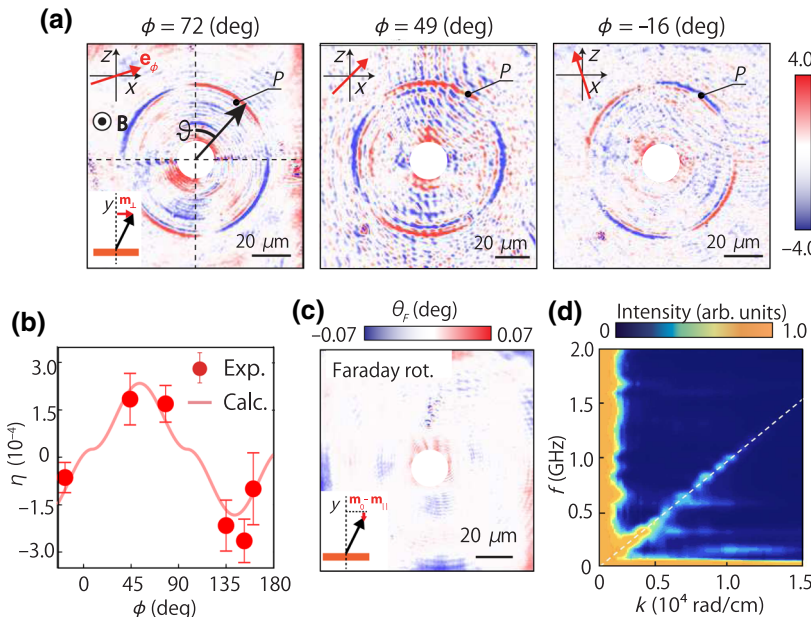 (a)
ϕ = 72 (deg)
ϕ = 49 (deg)
ϕ = –16 (deg)
z
x
e_ϕ
P
B
ϑ
y
m_⊥
20 μm
z
x
P
20 μm
z
x
P
20 μm
4.0
–4.0
(b)
η (10⁻⁴)
3.0
1.5
0
–1.5
–3.0
Exp.
Calc.
0
45
90
135
180
ϕ (deg)
(c)
θ_F (deg)
–0.07
0.07
Faraday rot.
y
m_0 – m_||
20 μm
(d)
Intensity (arb. units)
0
1.0
f (GHz)
2.0
1.5
1.0
0.5
0
0
0.5
1.0
1.5
k (10⁴ rad/cm)